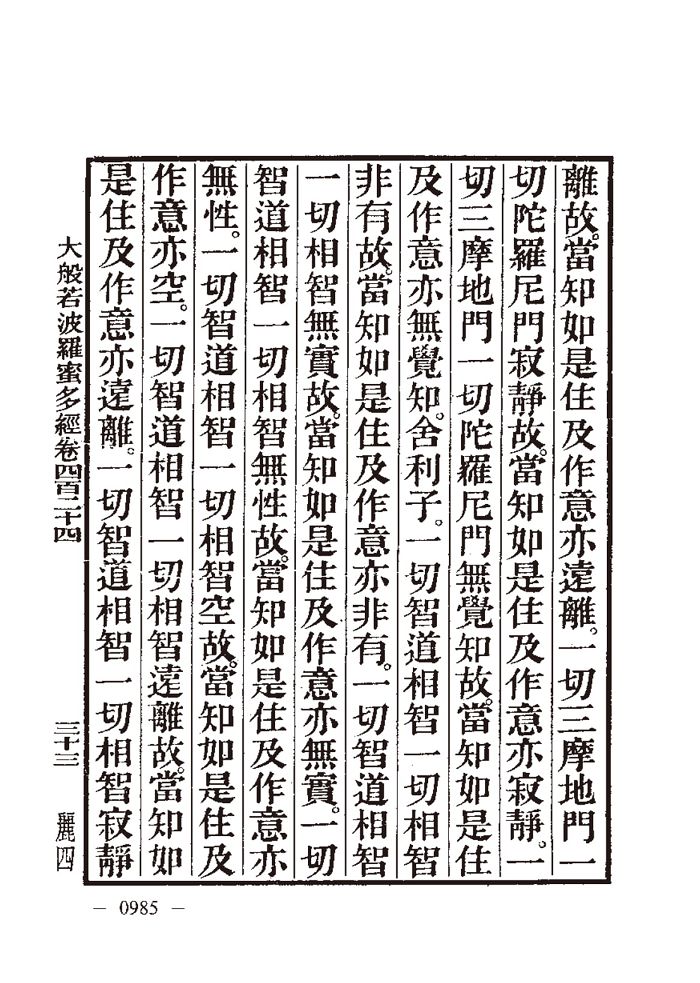 離故。當知如是住及作意亦遠離。一切三摩地門一
切陀羅尼門寂靜故。當知如是住及作意亦寂靜。一
切三摩地門一切陀羅尼門無覺知故。當知如是住
及作意亦無覺知。舍利子。一切智道相智一切相智
非有故。當知如是住及作意亦非有。一切智道相智
一切相智無實故。當知如是住及作意亦無實。一切
智道相智一切相智無性故。當知如是住及作意亦
無性。一切智道相智一切相智空故。當知如是住及
作意亦空。一切智道相智一切相智遠離故。當知如
是住及作意亦遠離。一切智道相智一切相智寂靜
大般若波羅蜜多經卷四百二十四
三十三
麗四
— 0985 —